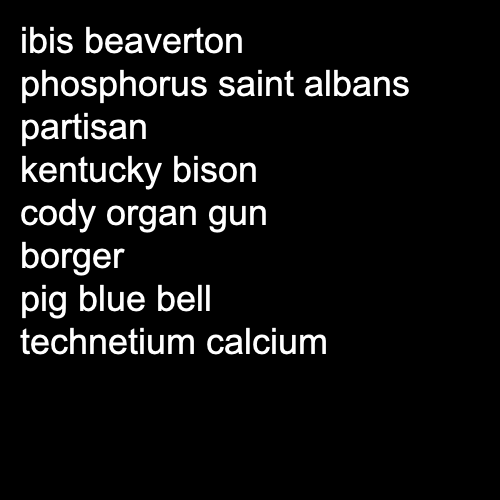 ibis beaverton
phosphorus saint albans
partisan
kentucky bison
cody organ gun
borger
pig blue bell
technetium calcium